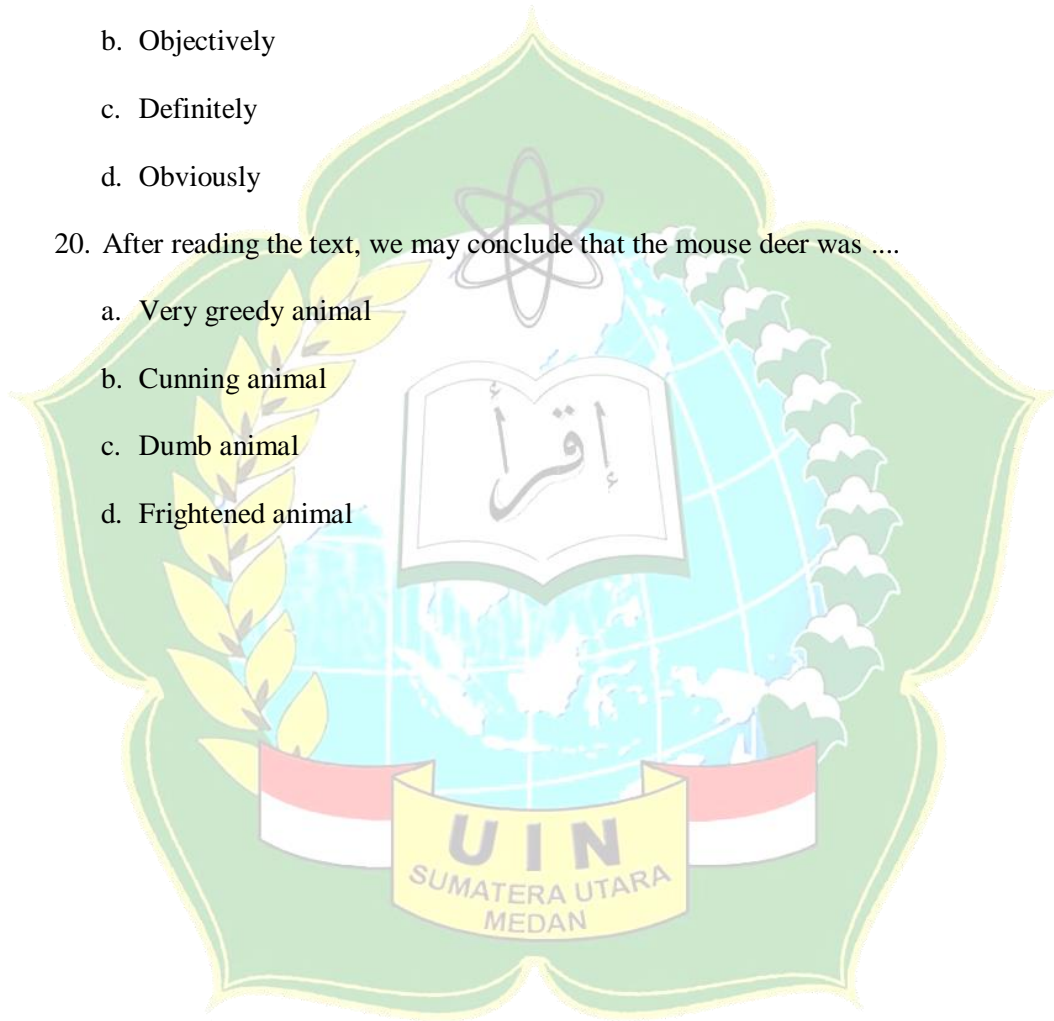 b. Objectively
c. Definitely
d. Obviously
20. After reading the text, we may conclude that the mouse deer was ....
a. Very greedy animal
b. Cunning animal
c. Dumb animal
d. Frightened animal
إقرأ
UIN
SUMATERA UTARA
MEDAN